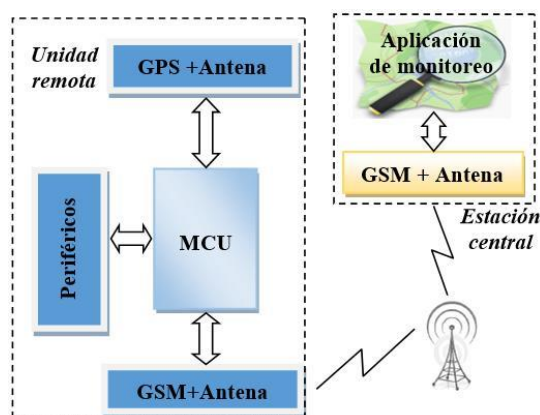 Unidad
remota
GPS +Antena
Periféricos
MCU
GSM+Antena
Aplicación
de monitoreo
GSM + Antena
Estación
central